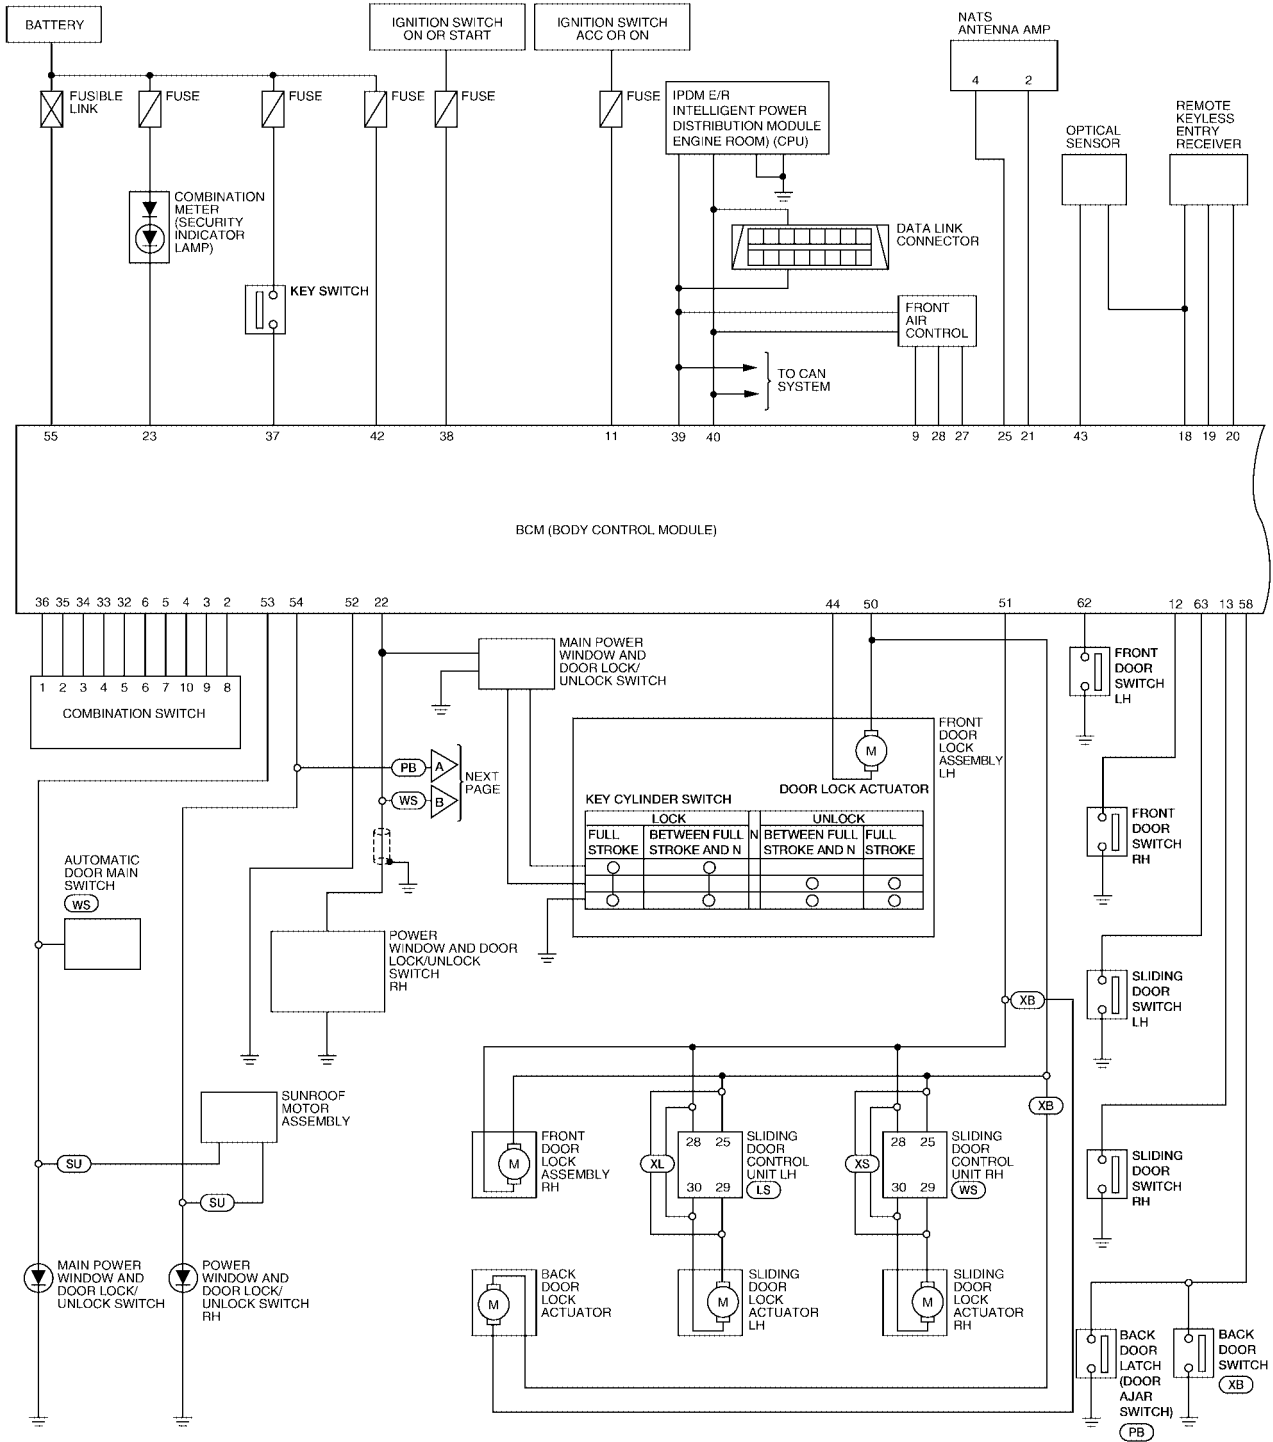 BATTERY
IGNITION SWITCH
ON OR START
IGNITION SWITCH
ACC OR ON
NATS
ANTENNA AMP
4 2
FUSIBLE
LINK
FUSE
FUSE
FUSE
FUSE
FUSE
IPDM E/R
INTELLIGENT POWER
DISTRIBUTION MODULE
ENGINE ROOM) (CPU)
OPTICAL
SENSOR
REMOTE
KEYLESS
ENTRY
RECEIVER
COMBINATION
METER
(SECURITY
INDICATOR
LAMP)
KEY SWITCH
DATA LINK
CONNECTOR
FRONT
AIR
CONTROL
TO CAN
SYSTEM
55 23 37 42 38 11 39 40 9 28 27 25 21 43 18 19 20
BCM (BODY CONTROL MODULE)
36 35 34 33 32 6 5 4 3 2 53 54 52 22 44 50 51 62 12 63 13 58
1 2 3 4 5 6 7 10 9 8
COMBINATION SWITCH
MAIN POWER
WINDOW AND
DOOR LOCK/
UNLOCK SWITCH
FRONT
DOOR
SWITCH
LH
PB A
WS B
NEXT
PAGE
M
FRONT
DOOR
LOCK
ASSEMBLY
LH
DOOR LOCK ACTUATOR
KEY CYLINDER SWITCH
LOCK N UNLOCK
FULL
STROKE
BETWEEN FULL
STROKE AND N
BETWEEN FULL
STROKE AND N
FULL
STROKE
FRONT
DOOR
SWITCH
RH
AUTOMATIC
DOOR MAIN
SWITCH
WS
POWER
WINDOW AND DOOR
LOCK/UNLOCK
SWITCH
RH
SLIDING
DOOR
SWITCH
LH
XB
XB
SUNROOF
MOTOR
ASSEMBLY
SU
SU
M
FRONT
DOOR
LOCK
ASSEMBLY
RH
XL
28 25
30 29
SLIDING
DOOR
CONTROL
UNIT LH
LS
XS
28 25
30 29
SLIDING
DOOR
CONTROL
UNIT RH
WS
SLIDING
DOOR
SWITCH
RH
MAIN POWER
WINDOW AND
DOOR LOCK/
UNLOCK SWITCH
POWER
WINDOW AND
DOOR LOCK/
UNLOCK SWITCH
RH
M
BACK
DOOR
LOCK
ACTUATOR
M
SLIDING
DOOR
LOCK
ACTUATOR
LH
M
SLIDING
DOOR
LOCK
ACTUATOR
RH
BACK
DOOR
LATCH
(DOOR
AJAR
SWITCH)
PB
BACK
DOOR
SWITCH
XB